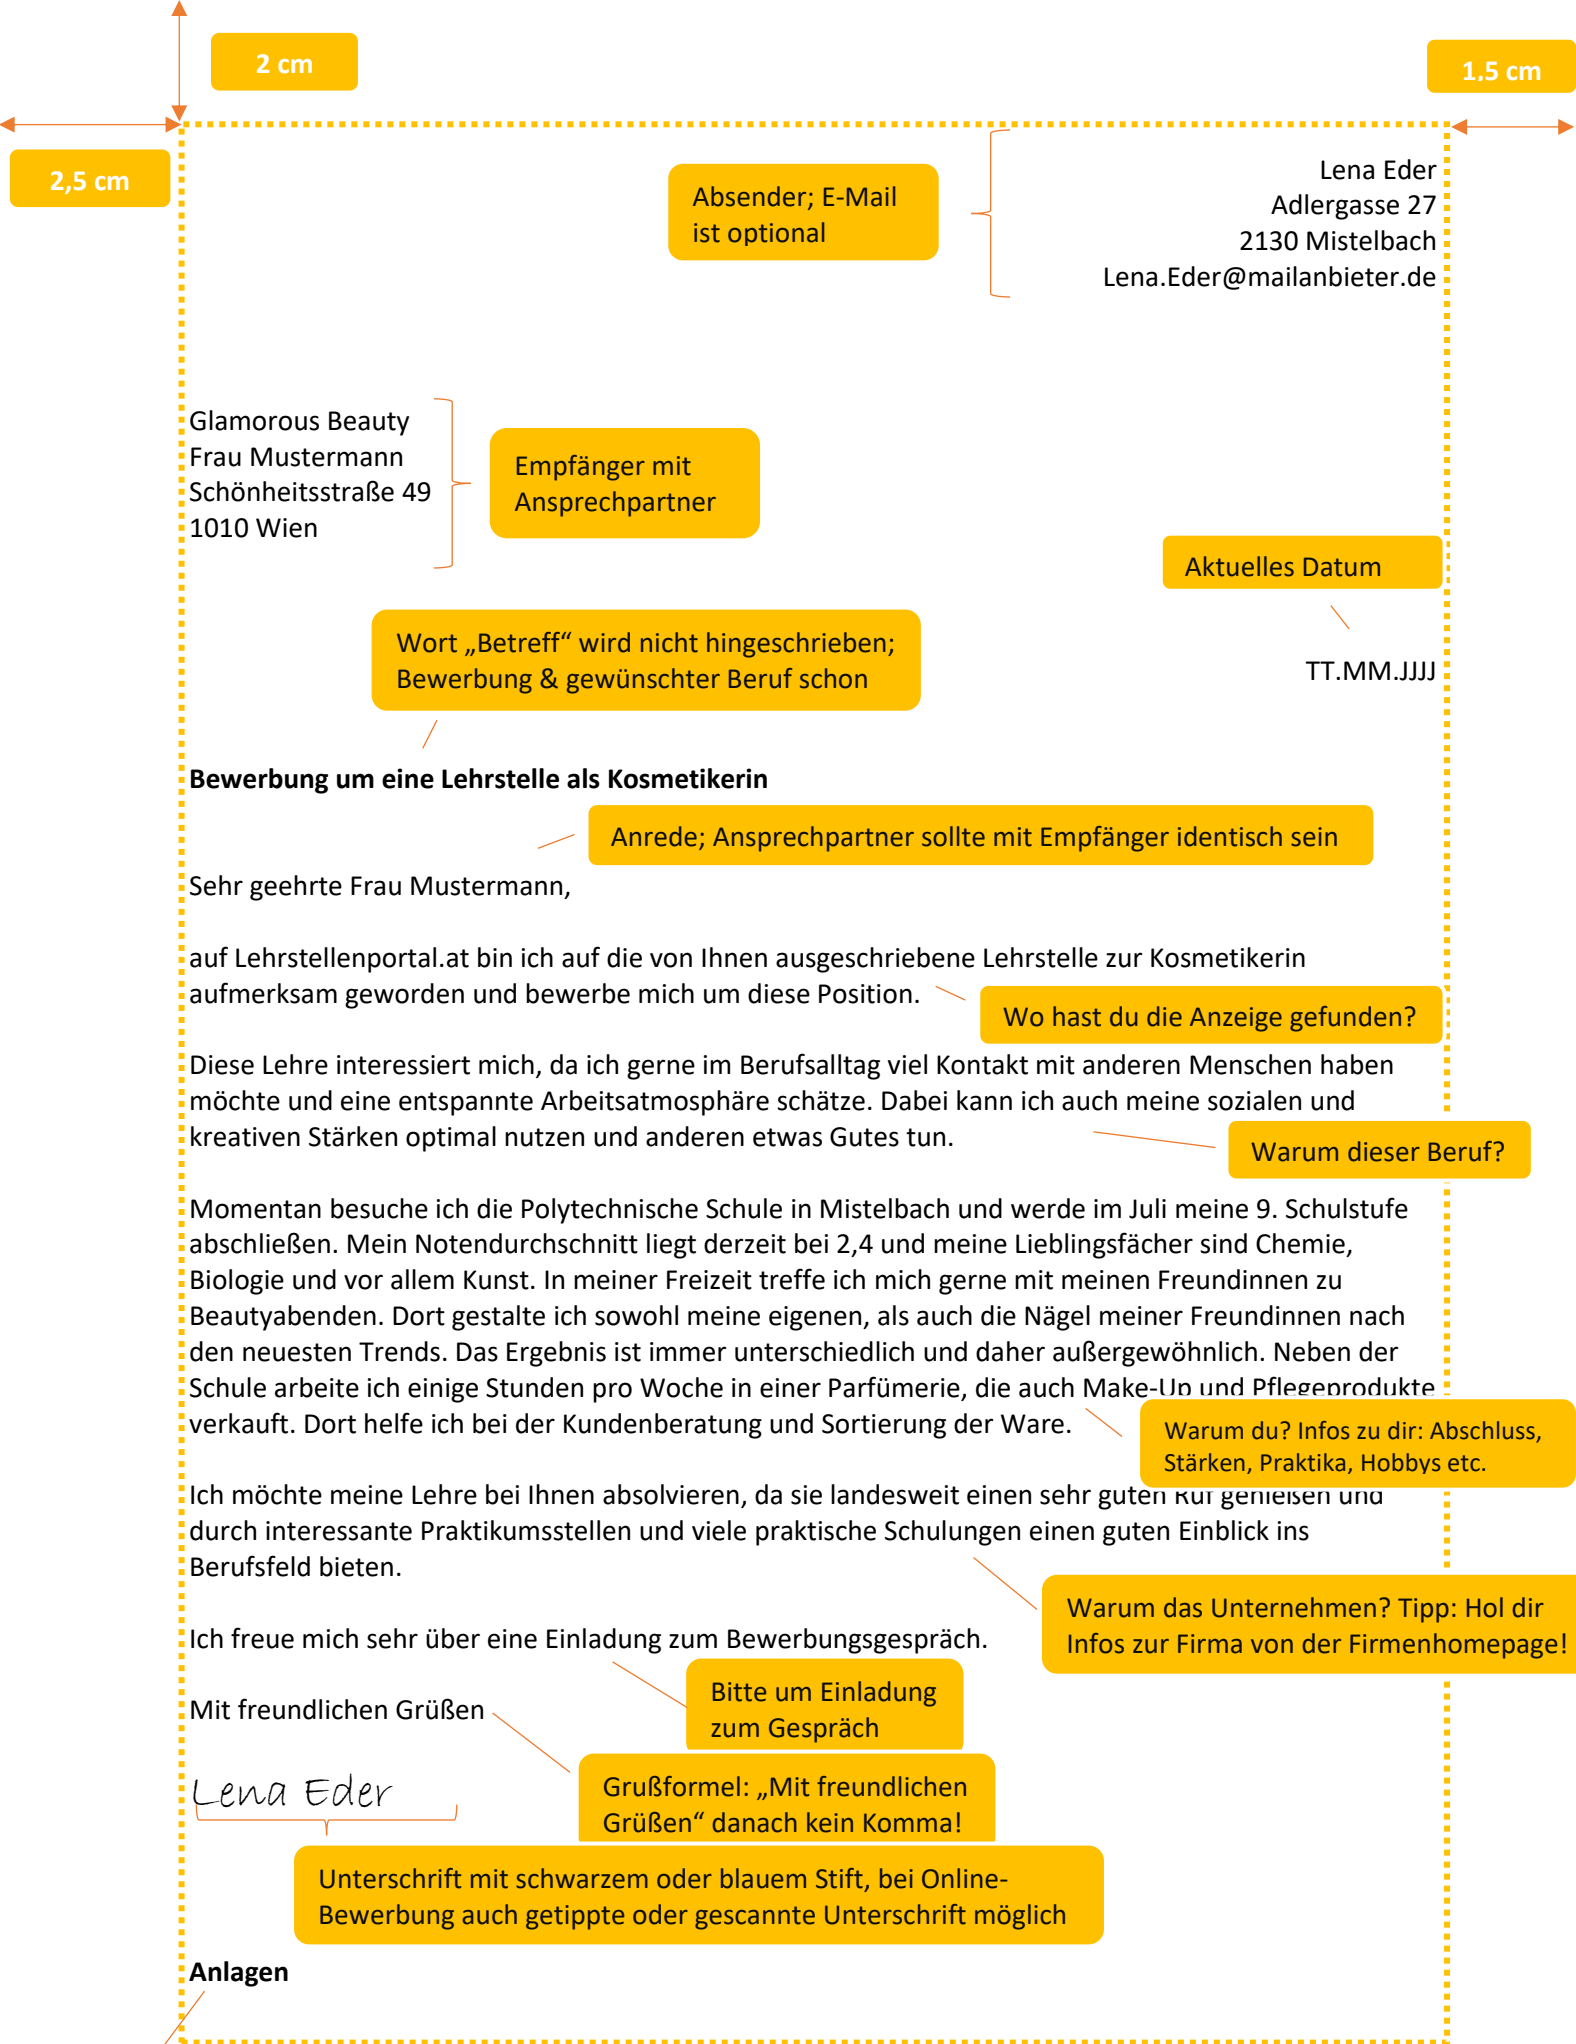 2 cm
1,5 cm
2,5 cm
Absender; E-Mail
ist optional
Lena Eder
Adlergasse 27
2130 Mistelbach
Lena.Eder@mailanbieter.de
Glamorous Beauty
Frau Mustermann
Schönheitsstraße 49
1010 Wien
Empfänger mit
Ansprechpartner
Aktuelles Datum
Wort „Betreff“ wird nicht hingeschrieben;
Bewerbung & gewünschter Beruf schon
TT.MM.JJJJ
Bewerbung um eine Lehrstelle als Kosmetikerin
Anrede; Ansprechpartner sollte mit Empfänger identisch sein
Sehr geehrte Frau Mustermann,
auf Lehrstellenportal.at bin ich auf die von Ihnen ausgeschriebene Lehrstelle zur Kosmetikerin
aufmerksam geworden und bewerbe mich um diese Position.
Wo hast du die Anzeige gefunden?
Diese Lehre interessiert mich, da ich gerne im Berufsalltag viel Kontakt mit anderen Menschen haben
möchte und eine entspannte Arbeitsatmosphäre schätze. Dabei kann ich auch meine sozialen und
kreativen Stärken optimal nutzen und anderen etwas Gutes tun.
Warum dieser Beruf?
Momentan besuche ich die Polytechnische Schule in Mistelbach und werde im Juli meine 9. Schulstufe
abschließen. Mein Notendurchschnitt liegt derzeit bei 2,4 und meine Lieblingsfächer sind Chemie,
Biologie und vor allem Kunst. In meiner Freizeit treffe ich mich gerne mit meinen Freundinnen zu
Beautyabenden. Dort gestalte ich sowohl meine eigenen, als auch die Nägel meiner Freundinnen nach
den neuesten Trends. Das Ergebnis ist immer unterschiedlich und daher außergewöhnlich. Neben der
Schule arbeite ich einige Stunden pro Woche in einer Parfümerie, die auch Make-Up und Pflegeprodukte
verkauft. Dort helfe ich bei der Kundenberatung und Sortierung der Ware.
Warum du? Infos zu dir: Abschluss,
Stärken, Praktika, Hobbys etc.
Ich möchte meine Lehre bei Ihnen absolvieren, da sie landesweit einen sehr guten Ruf genießen und
durch interessante Praktikumsstellen und viele praktische Schulungen einen guten Einblick ins
Berufsfeld bieten.
Warum das Unternehmen? Tipp: Hol dir
Infos zur Firma von der Firmenhomepage!
Ich freue mich sehr über eine Einladung zum Bewerbungsgespräch.
Bitte um Einladung
zum Gespräch
Mit freundlichen Grüßen
Grußformel: „Mit freundlichen
Grüßen“ danach kein Komma!
Lena Eder
Unterschrift mit schwarzem oder blauem Stift, bei Online-
Bewerbung auch getippte oder gescannte Unterschrift möglich
Anlagen